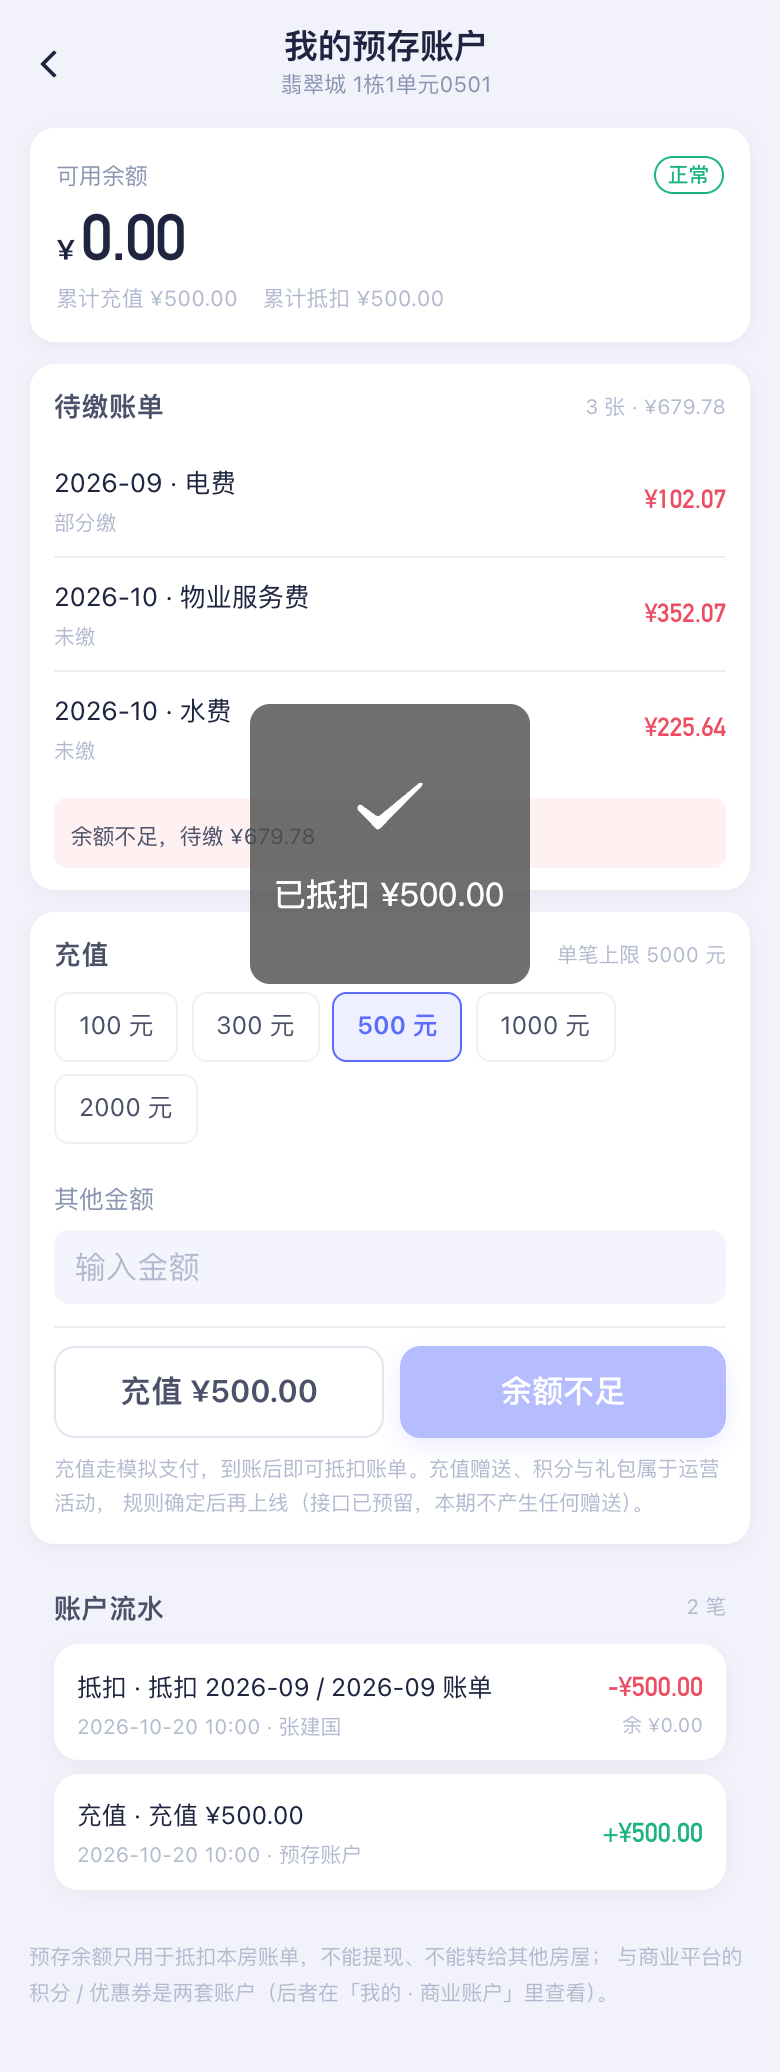 我的预存账户
翡翠城 1栋1单元0501
可用余额
正常
¥0.00
累计充值 ¥500.00 累计抵扣 ¥500.00
待缴账单
3 张 · ¥679.78
2026-09 · 电费
¥102.07
部分缴
2026-10 · 物业服务费
¥352.07
未缴
2026-10 · 水费
¥225.64
未缴
余额不足，待缴 ¥679.78
已抵扣 ¥500.00
充值
单笔上限 5000 元
100 元 300 元 500 元 1000 元
2000 元
其他金额
输入金额
充值 ¥500.00
余额不足
充值走模拟支付，到账后即可抵扣账单。充值赠送、积分与礼包属于运营
活动， 规则确定后再上线（接口已预留，本期不产生任何赠送）。
账户流水
2 笔
抵扣 · 抵扣 2026-09 / 2026-09 账单
-¥500.00
2026-10-20 10:00 · 张建国
余 ¥0.00
充值 · 充值 ¥500.00
+¥500.00
2026-10-20 10:00 · 预存账户
预存余额只用于抵扣本房账单，不能提现、不能转给其他房屋； 与商业平台的
积分 / 优惠券是两套账户（后者在「我的 · 商业账户」里查看）。